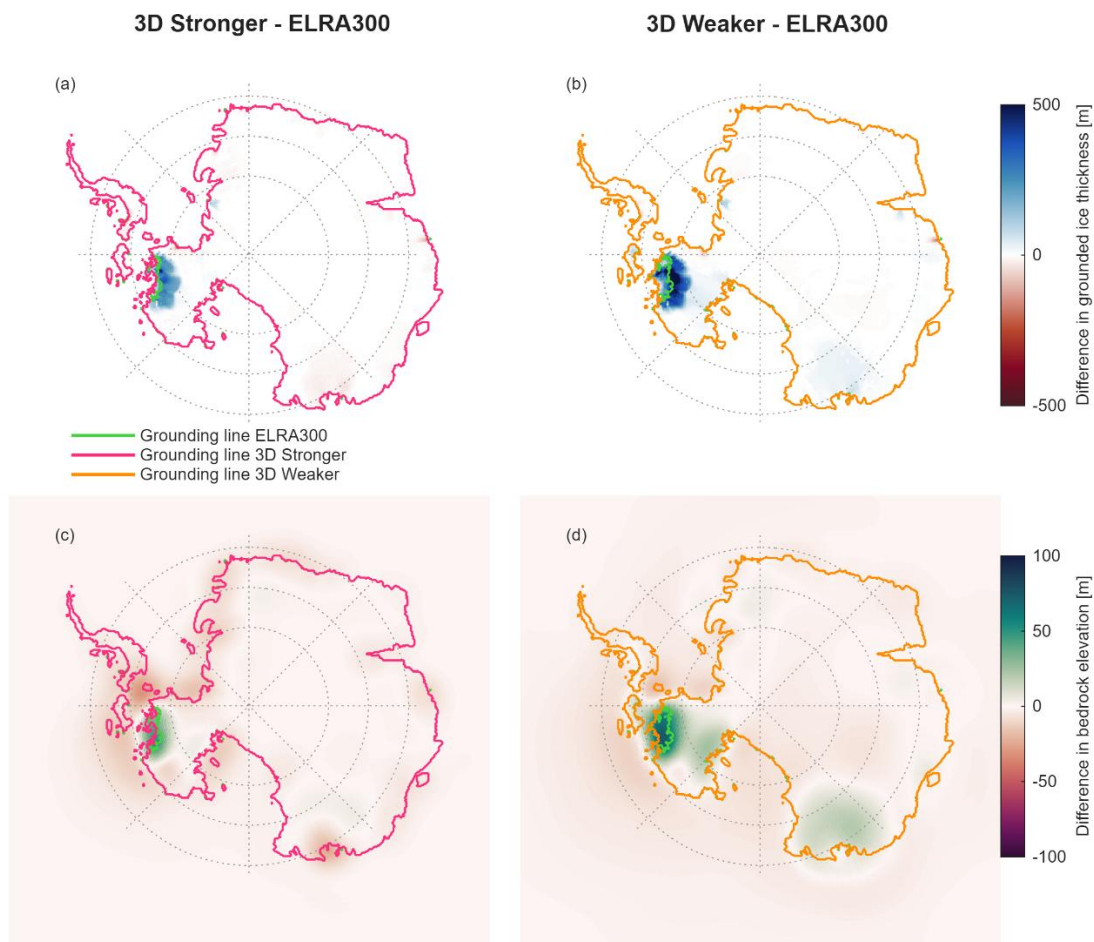 3D Stronger - ELRA300
3D Weaker - ELRA300
(a)
(b)
500
0
-500
Difference in grounded ice thickness [m]
Grounding line ELRA300
Grounding line 3D Stronger
Grounding line 3D Weaker
(c)
(d)
100
50
0
-50
-100
Difference in bedrock elevation [m]